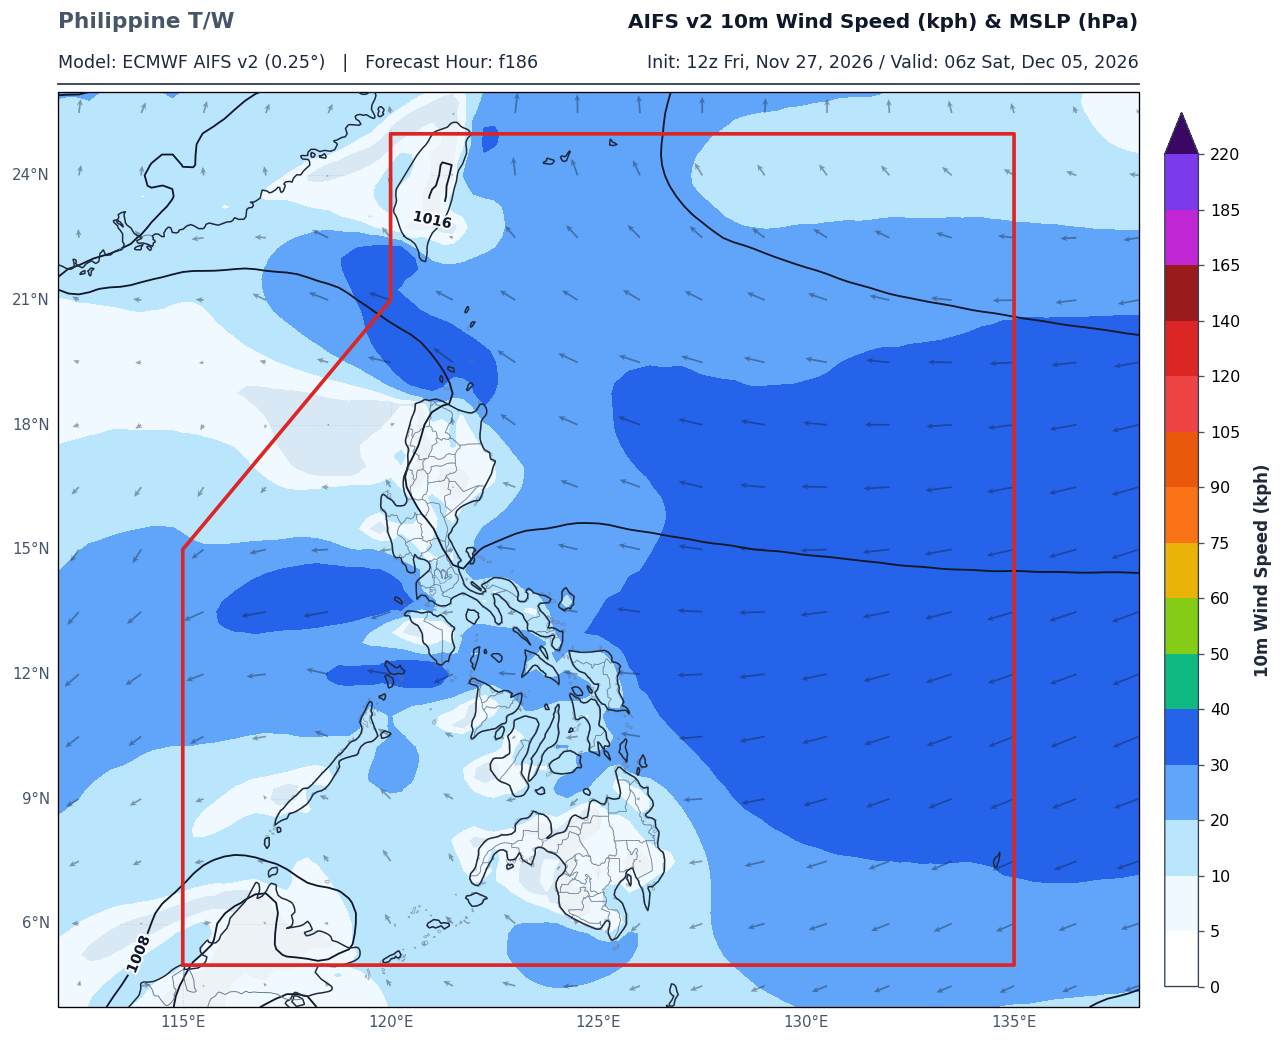 Philippine T/W
AIFS v2 10m Wind Speed (kph) & MSLP (hPa)
Model: ECMWF AIFS v2 (0.25°) | Forecast Hour: f186
Init: 12z Fri, Nov 27, 2026 / Valid: 06z Sat, Dec 05, 2026
24°N
21°N
18°N
15°N
12°N
9°N
6°N
1016
1008
115°E
120°E
125°E
130°E
135°E
220
185
165
140
120
105
90
75
60
50
40
30
20
10
5
0
10m Wind Speed (kph)